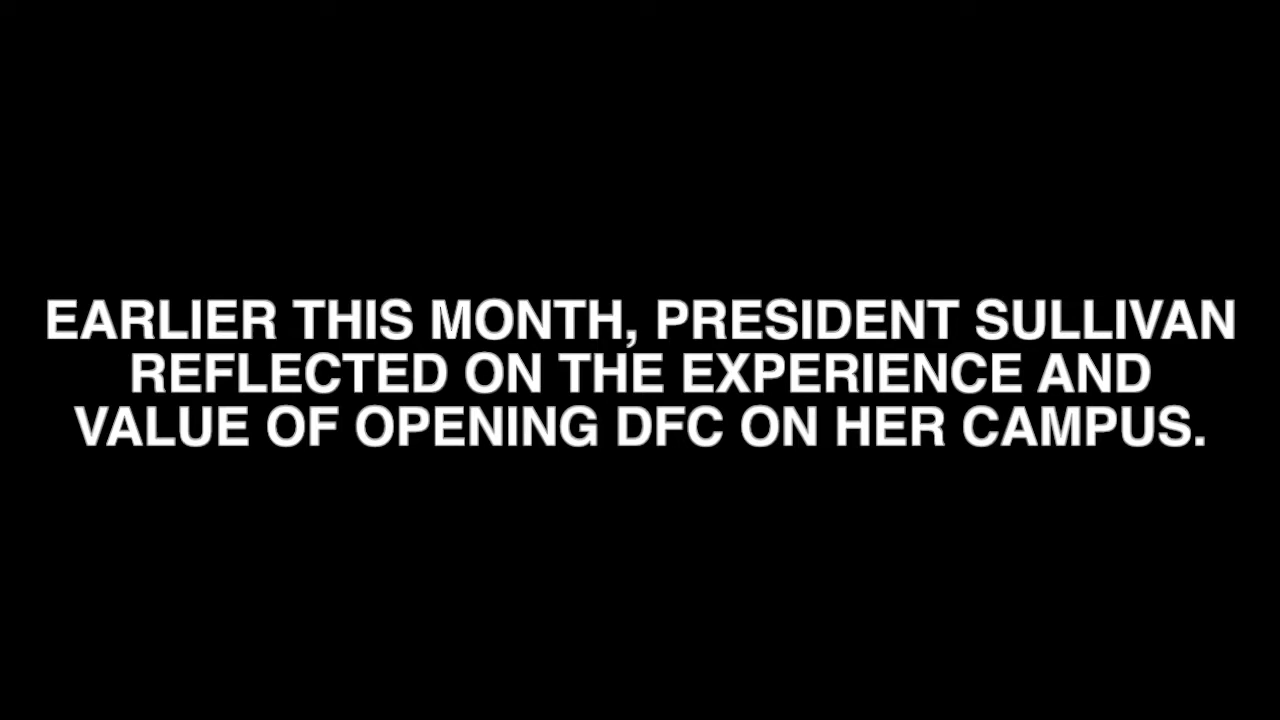 EARLIER THIS MONTH, PRESIDENT SULLIVAN
REFLECTED ON THE EXPERIENCE AND
VALUE OF OPENING DFC ON HER CAMPUS.